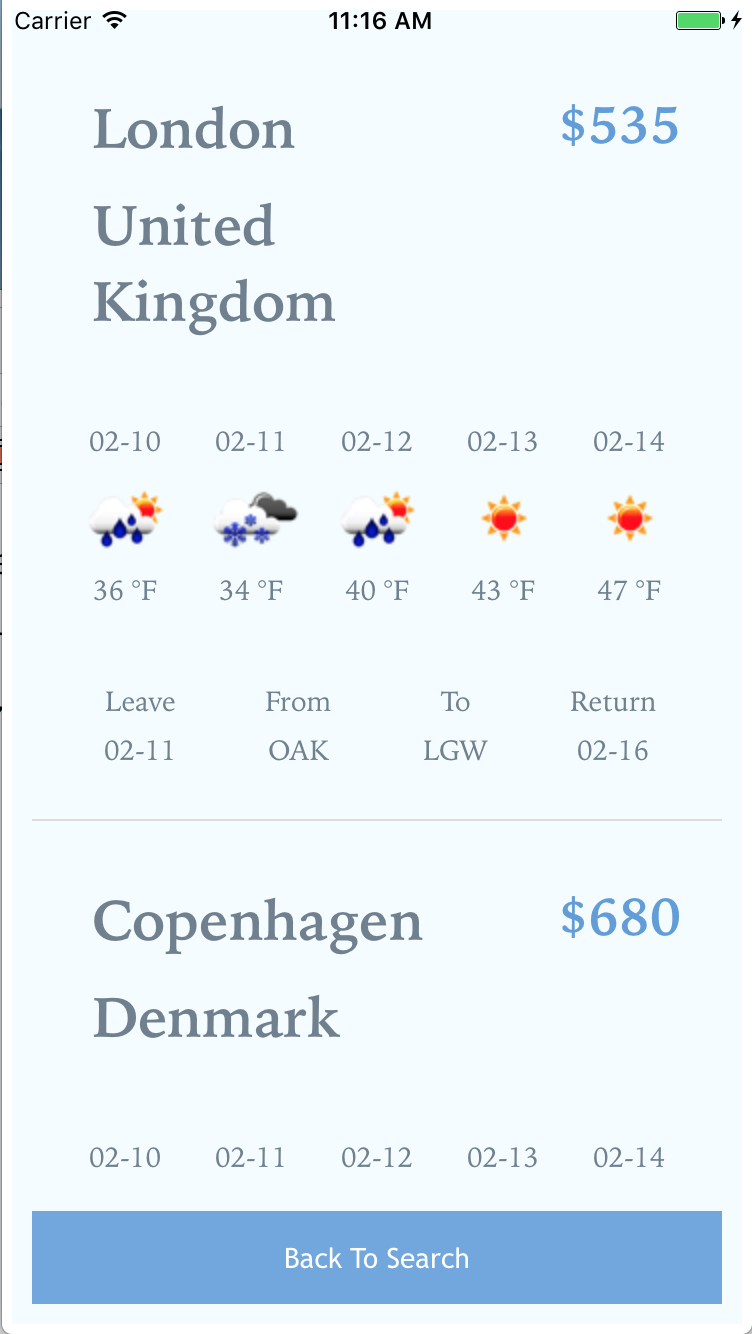 Carrier 11:16 AM
London $535
United
Kingdom
02-10 02-11 02-12 02-13 02-14
36 °F 34 °F 40 °F 43 °F 47 °F
Leave From To Return
02-11 OAK LGW 02-16
Copenhagen $680
Denmark
02-10 02-11 02-12 02-13 02-14
Back To Search